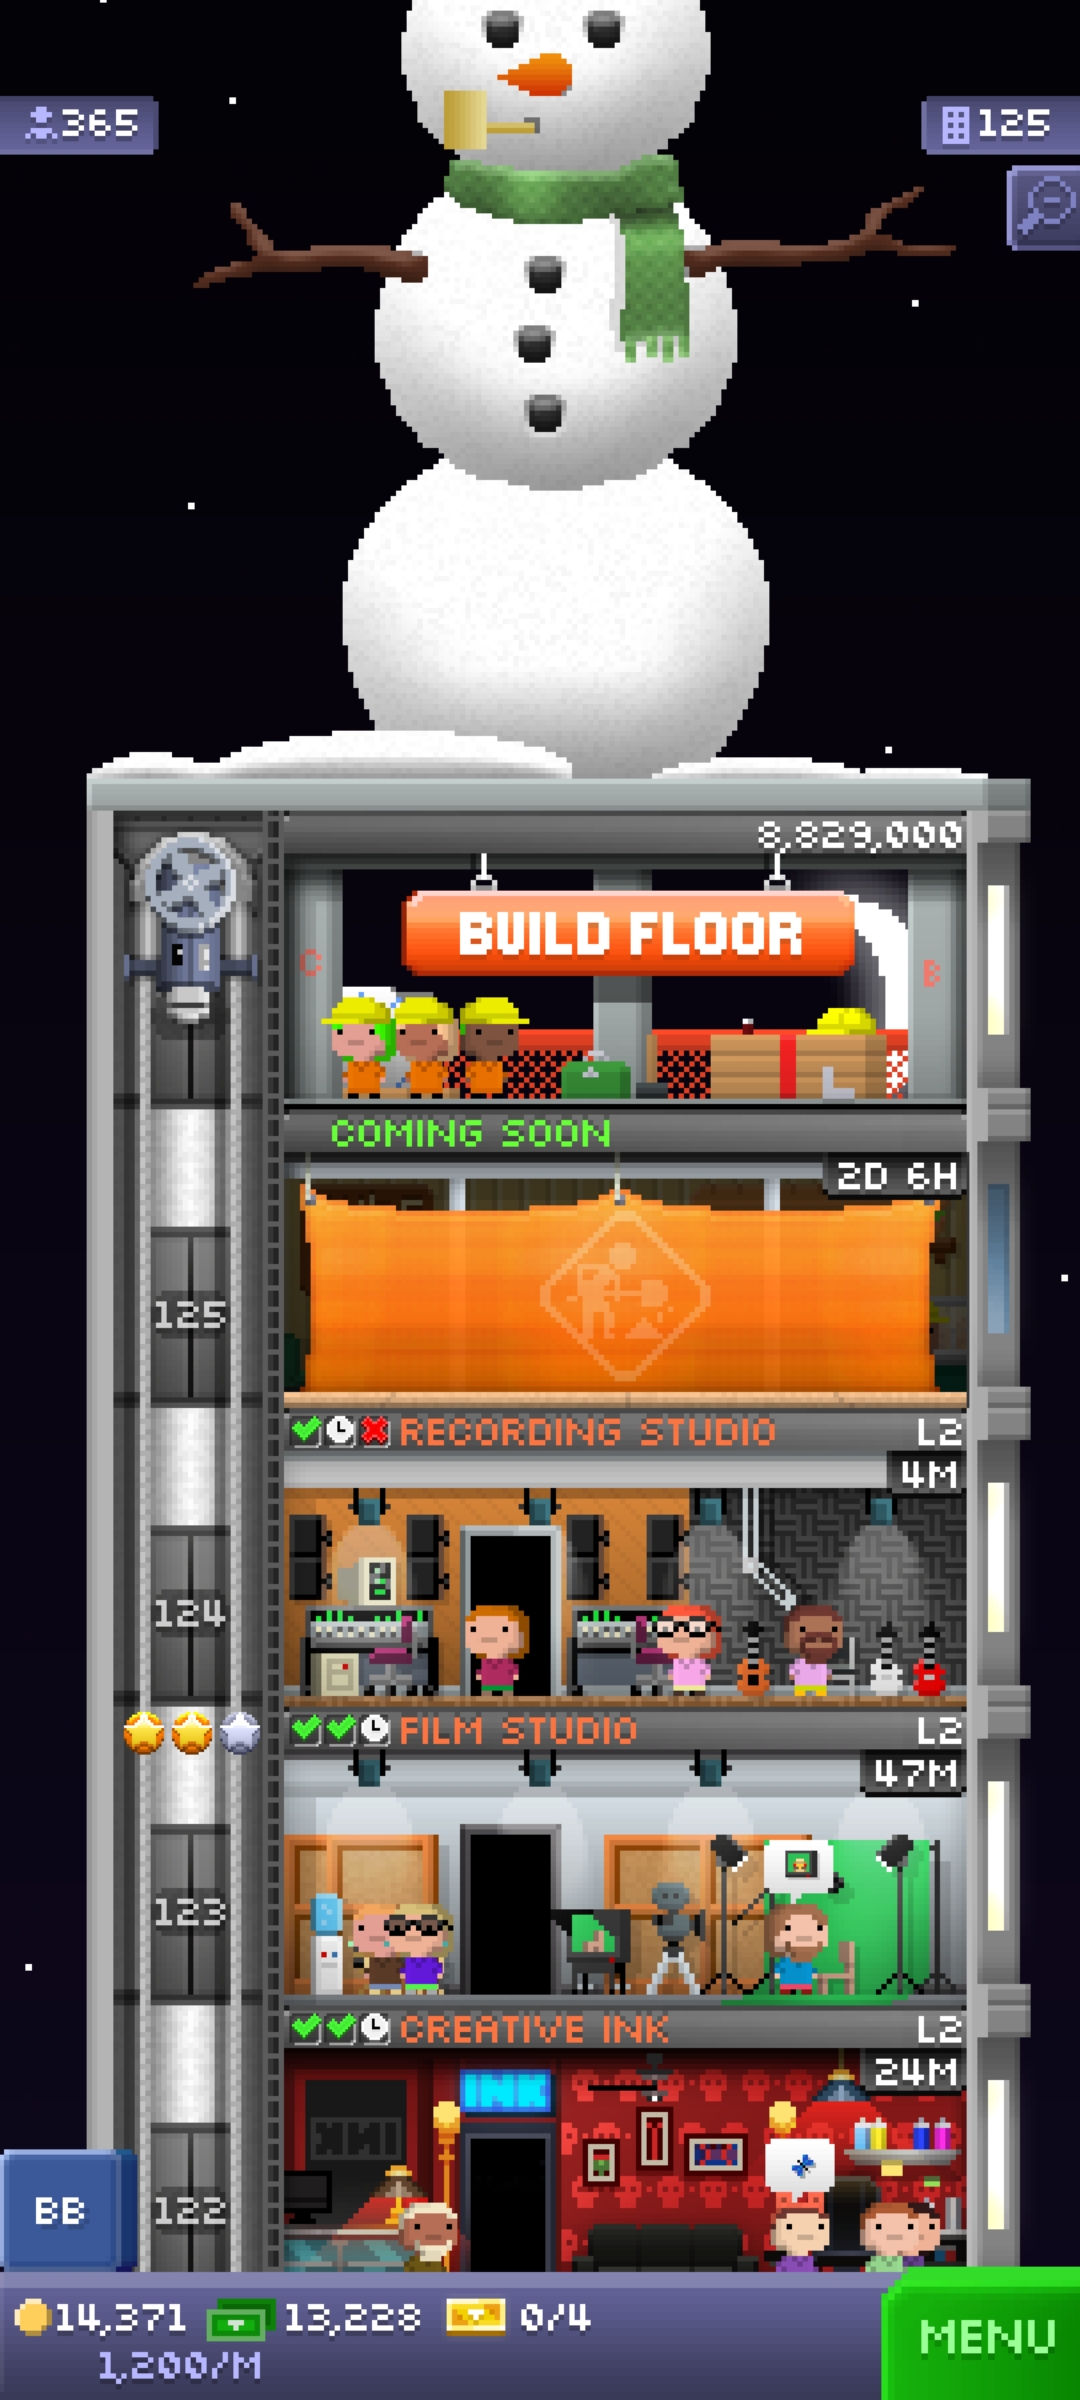 365
125
8,829,000
BUILD FLOOR
C
B
COMING SOON
2D 6H
125
RECORDING STUDIO
L2
4M
124
FILM STUDIO
L2
47M
123
CREATIVE INK
L2
24M
INK
INK
BB
122
14,371
13,228
0/4
MENU
1,200/M